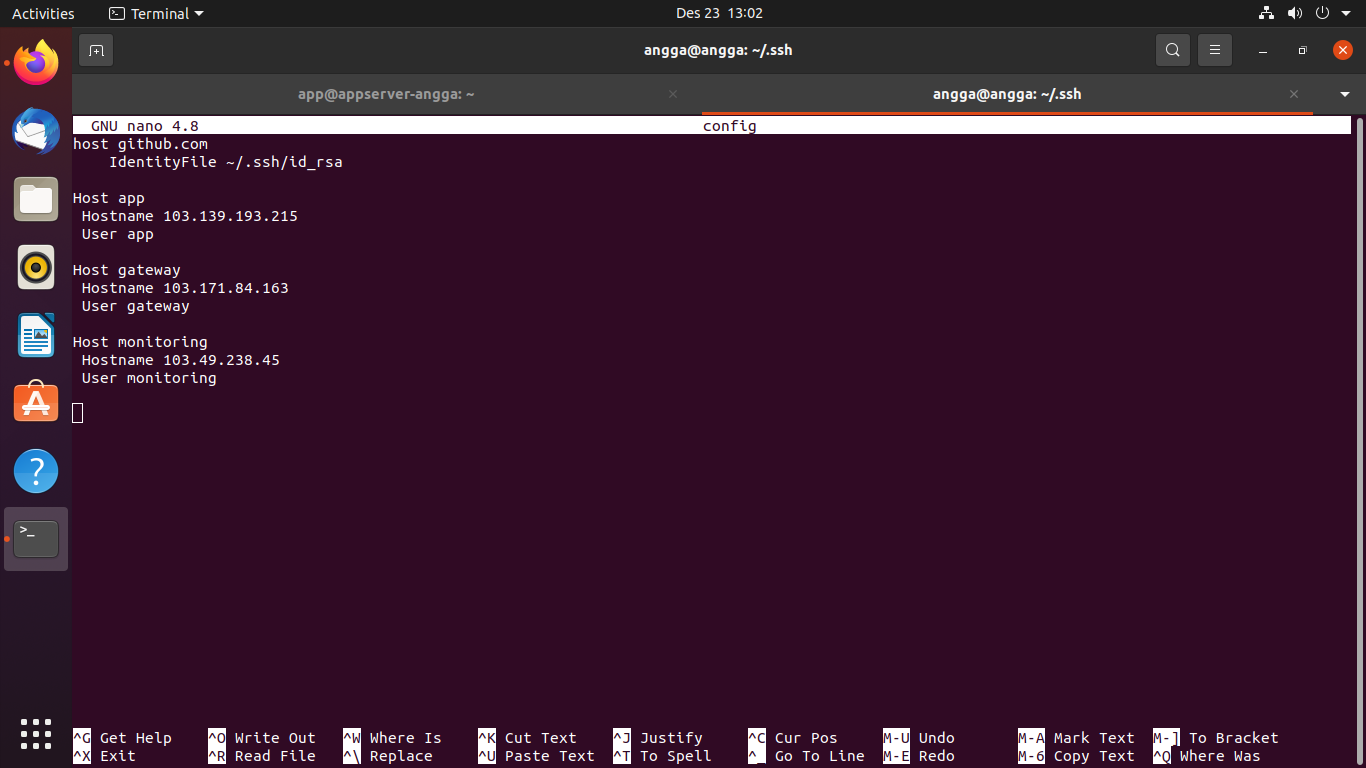 Activities Terminal Des 23 13:02
angga@angga: ~/.ssh
app@appserver-angga: ~ angga@angga: ~/.ssh
GNU nano 4.8 config
host github.com
    IdentityFile ~/.ssh/id_rsa

Host app
 Hostname 103.139.193.215
 User app

Host gateway
 Hostname 103.171.84.163
 User gateway

Host monitoring
 Hostname 103.49.238.45
 User monitoring

^G Get Help ^O Write Out ^W Where Is ^K Cut Text ^J Justify ^C Cur Pos M-U Undo M-A Mark Text M-] To Bracket
^X Exit ^R Read File ^\ Replace ^U Paste Text ^T To Spell ^_ Go To Line M-E Redo M-6 Copy Text ^Q Where Was